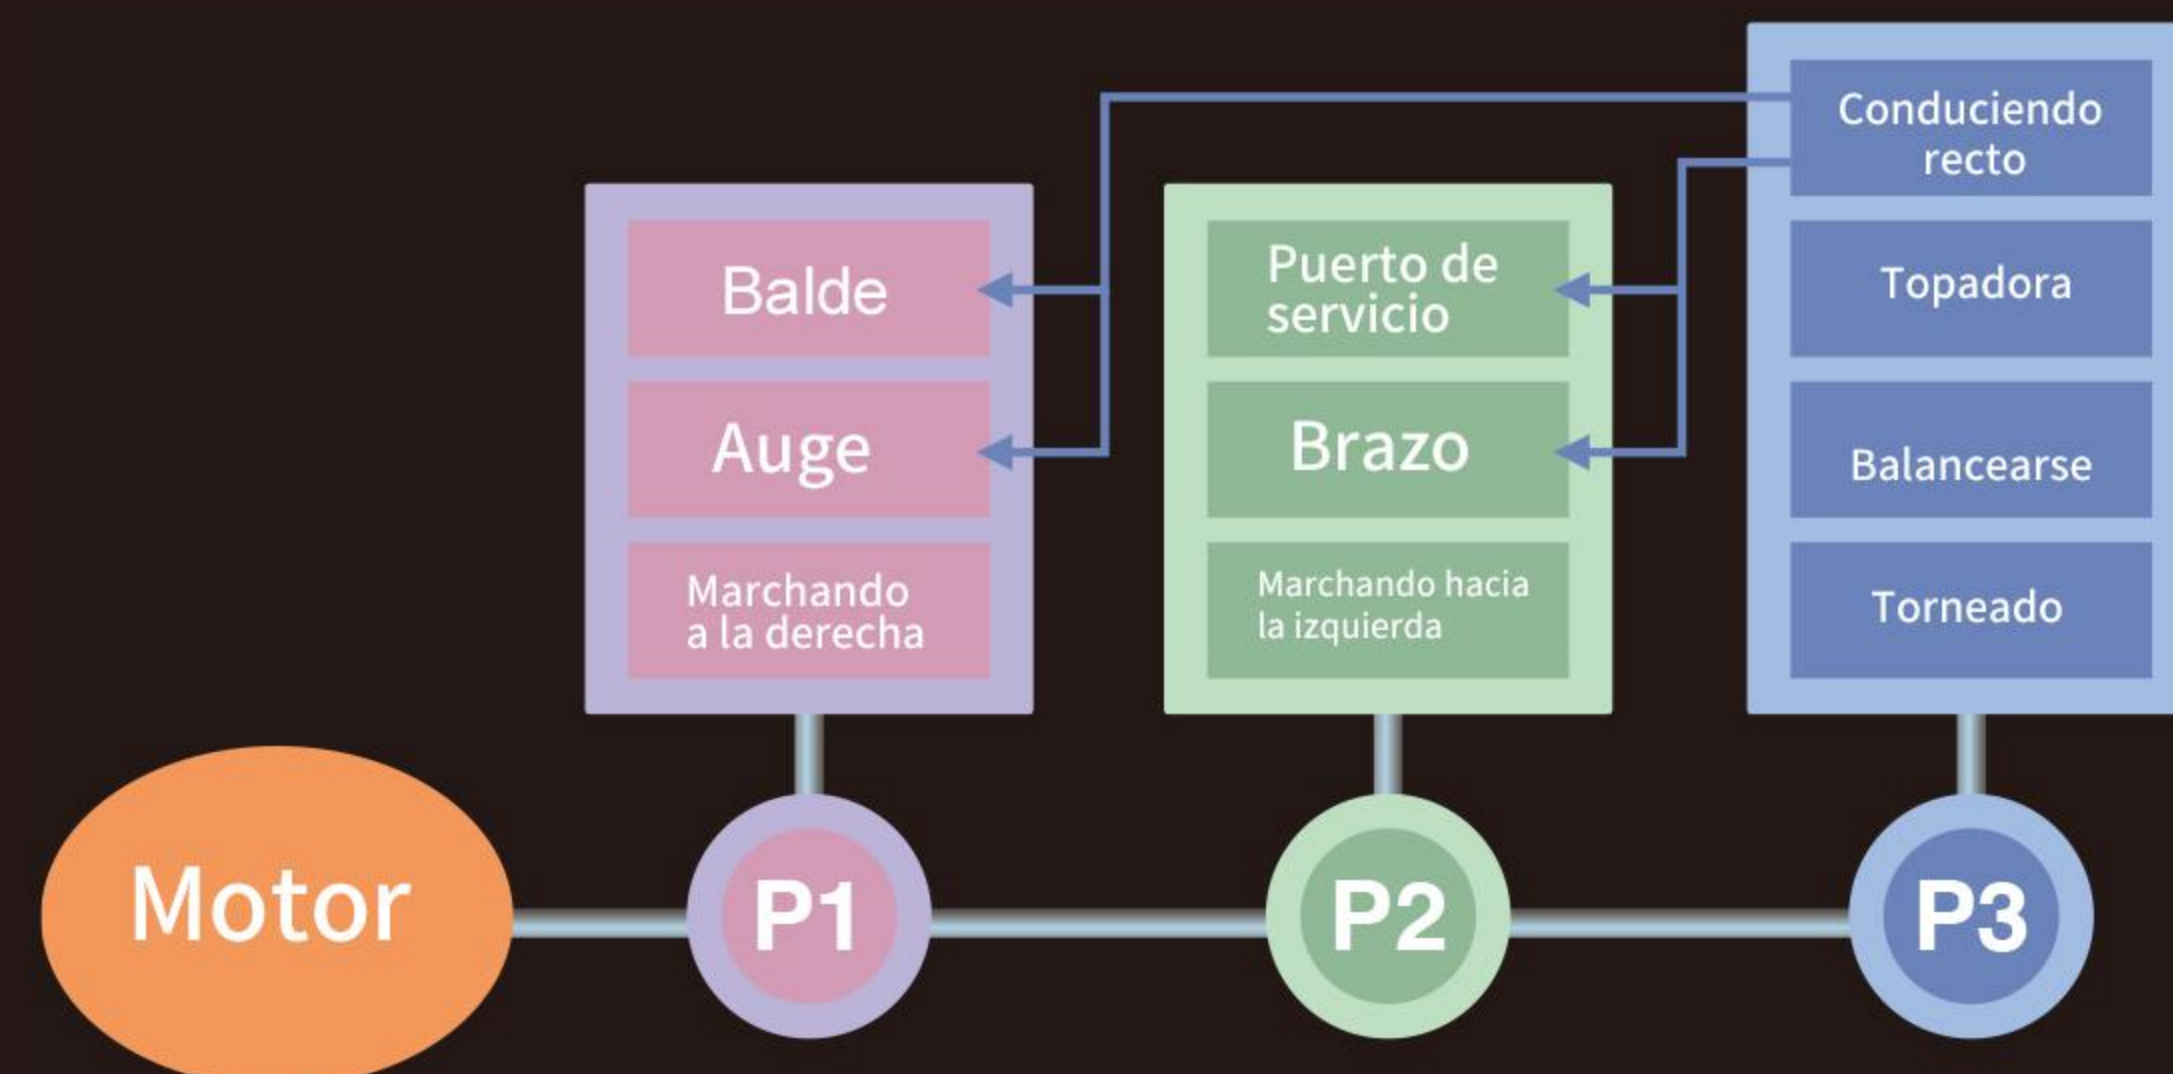 Balde
Auge
Marchando
a la derecha
Puerto de
servicio
Brazo
Marchando hacia
la izquierda
Conduciendo
recto
Topadora
Balancearse
Torneado
Motor
P1
P2
P3